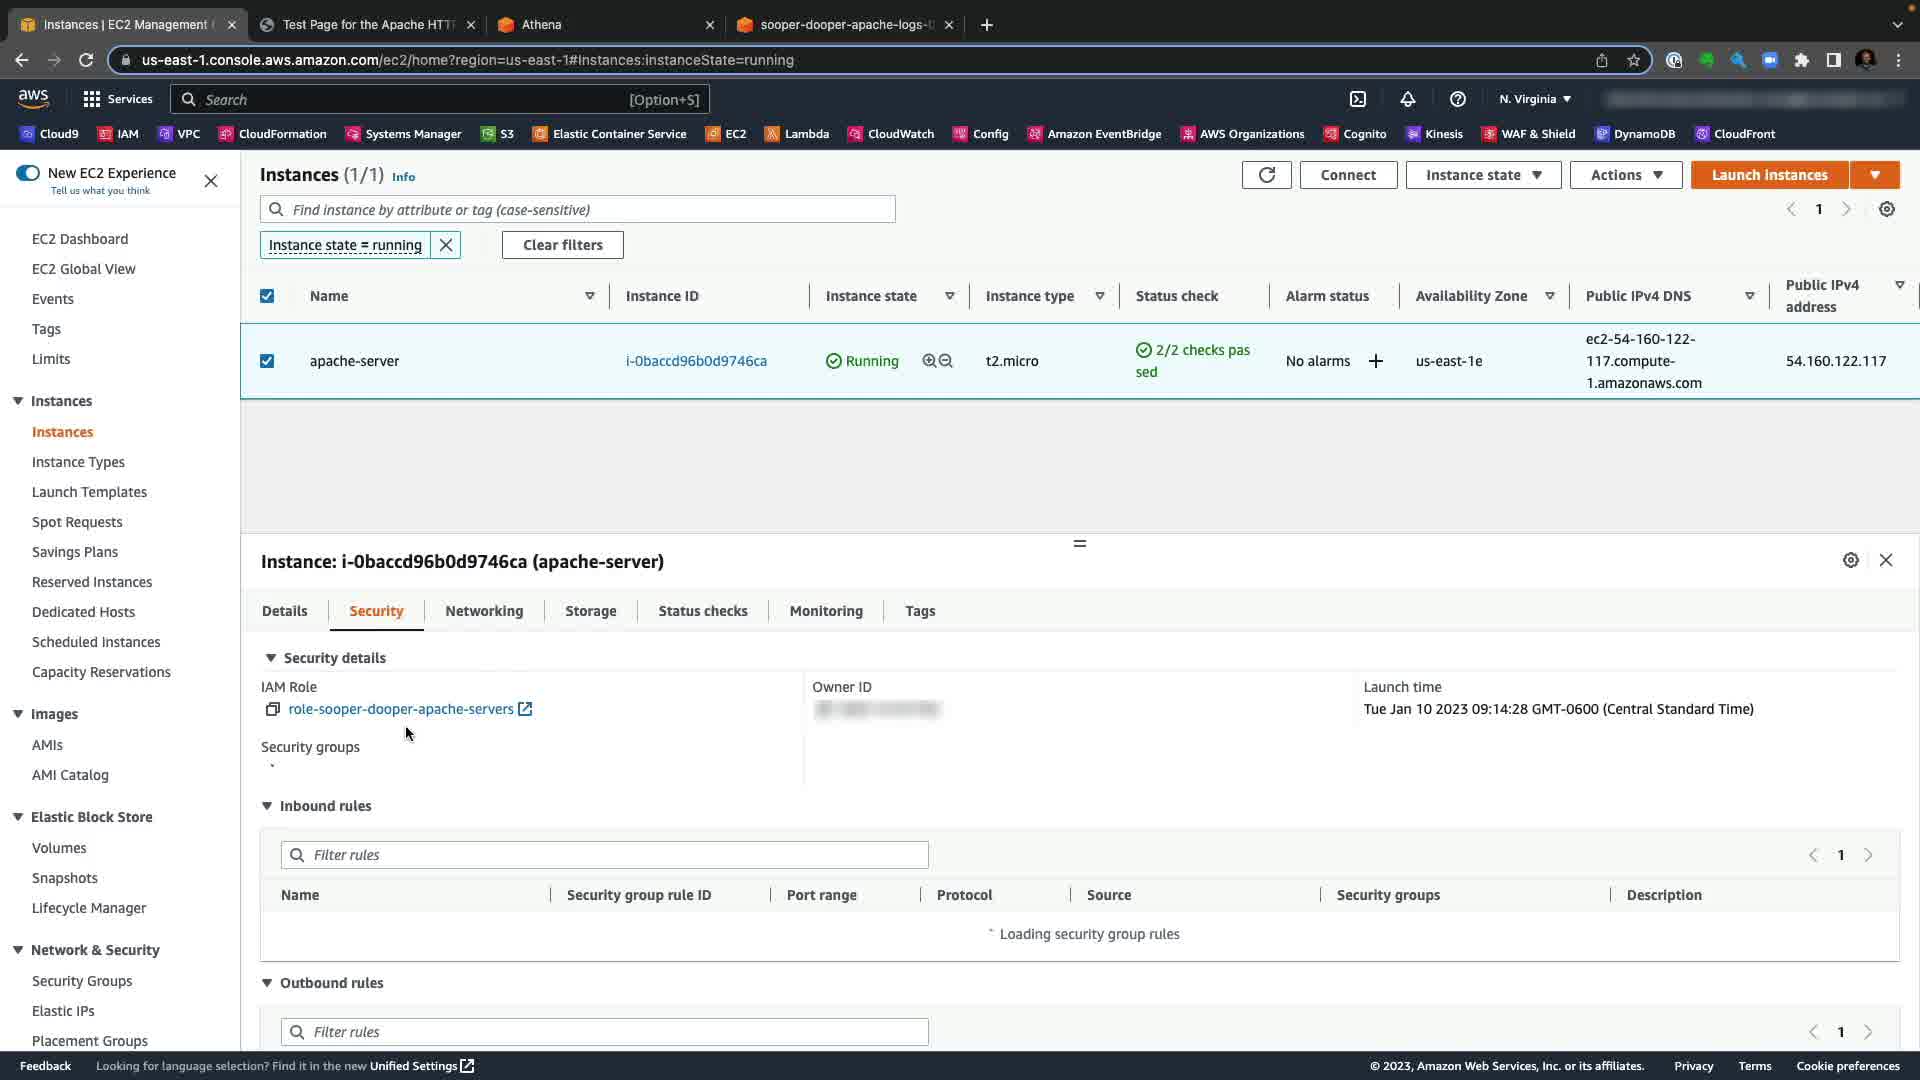 Instances | EC2 Management (
Test Page for the Apache HTT
Athena
sooper-dooper-apache-logs-
us-east-1.console.aws.amazon.com/ec2/home?region=us-east-1#Instances:instanceState=running
aws
Services
Search
[Option+S]
N. Virginia
Cloud9
IAM
VPC
CloudFormation
Systems Manager
S3
Elastic Container Service
EC2
Lambda
CloudWatch
Config
Amazon EventBridge
AWS Organizations
Cognito
Kinesis
WAF & Shield
DynamoDB
CloudFront
New EC2 Experience
Tell us what you think
EC2 Dashboard
EC2 Global View
Events
Tags
Limits
Instances
Instances
Instance Types
Launch Templates
Spot Requests
Savings Plans
Reserved Instances
Dedicated Hosts
Scheduled Instances
Capacity Reservations
Images
AMIs
AMI Catalog
Elastic Block Store
Volumes
Snapshots
Lifecycle Manager
Network & Security
Security Groups
Elastic IPs
Placement Groups
Instances (1/1) Info
Connect
Instance state
Actions
Launch instances
Find instance by attribute or tag (case-sensitive)
1
Instance state = running
Clear filters
Name
Instance ID
Instance state
Instance type
Status check
Alarm status
Availability Zone
Public IPv4 DNS
Public IPv4
address
apache-server
i-0baccd96b0d9746ca
Running
t2.micro
2/2 checks pas
sed
No alarms
us-east-1e
ec2-54-160-122-
117.compute-
1.amazonaws.com
54.160.122.117
Instance: i-0baccd96b0d9746ca (apache-server)
Details
Security
Networking
Storage
Status checks
Monitoring
Tags
Security details
IAM Role
role-sooper-dooper-apache-servers
Owner ID
Launch time
Tue Jan 10 2023 09:14:28 GMT-0600 (Central Standard Time)
Security groups
Inbound rules
Filter rules
1
Name
Security group rule ID
Port range
Protocol
Source
Security groups
Description
Loading security group rules
Outbound rules
Filter rules
1
Feedback
Looking for language selection? Find it in the new Unified Settings
© 2023, Amazon Web Services, Inc. or its affiliates.
Privacy
Terms
Cookie preferences